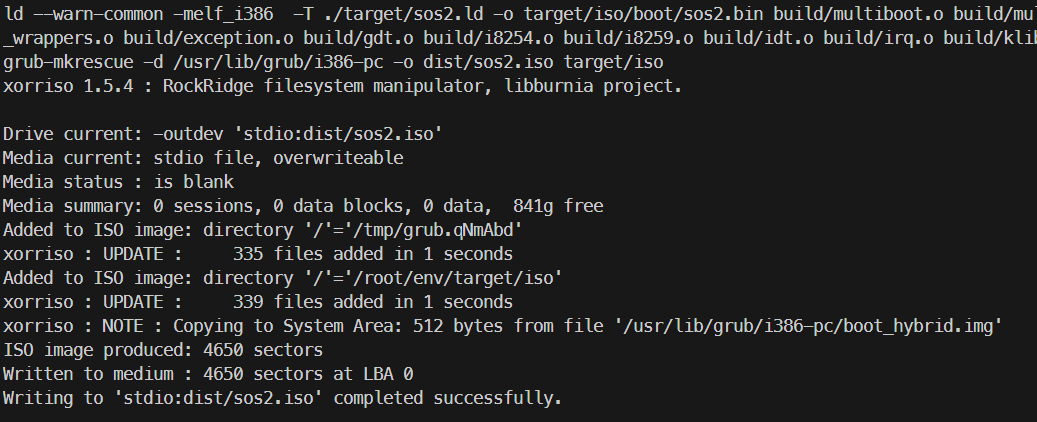 ld --warn-common -melf_i386  -T ./target/sos2.ld -o target/iso/boot/sos2.bin build/multiboot.o build/mul
_wrappers.o build/exception.o build/gdt.o build/i8254.o build/i8259.o build/idt.o build/irq.o build/klib
grub-mkrescue -d /usr/lib/grub/i386-pc -o dist/sos2.iso target/iso
xorriso 1.5.4 : RockRidge filesystem manipulator, libburnia project.
Drive current: -outdev 'stdio:dist/sos2.iso'
Media current: stdio file, overwriteable
Media status : is blank
Media summary: 0 sessions, 0 data blocks, 0 data,  841g free
Added to ISO image: directory '/'='/tmp/grub.qNmAbd'
xorriso : UPDATE :     335 files added in 1 seconds
Added to ISO image: directory '/'='/root/env/target/iso'
xorriso : UPDATE :     339 files added in 1 seconds
xorriso : NOTE : Copying to System Area: 512 bytes from file '/usr/lib/grub/i386-pc/boot_hybrid.img'
ISO image produced: 4650 sectors
Written to medium : 4650 sectors at LBA 0
Writing to 'stdio:dist/sos2.iso' completed successfully.